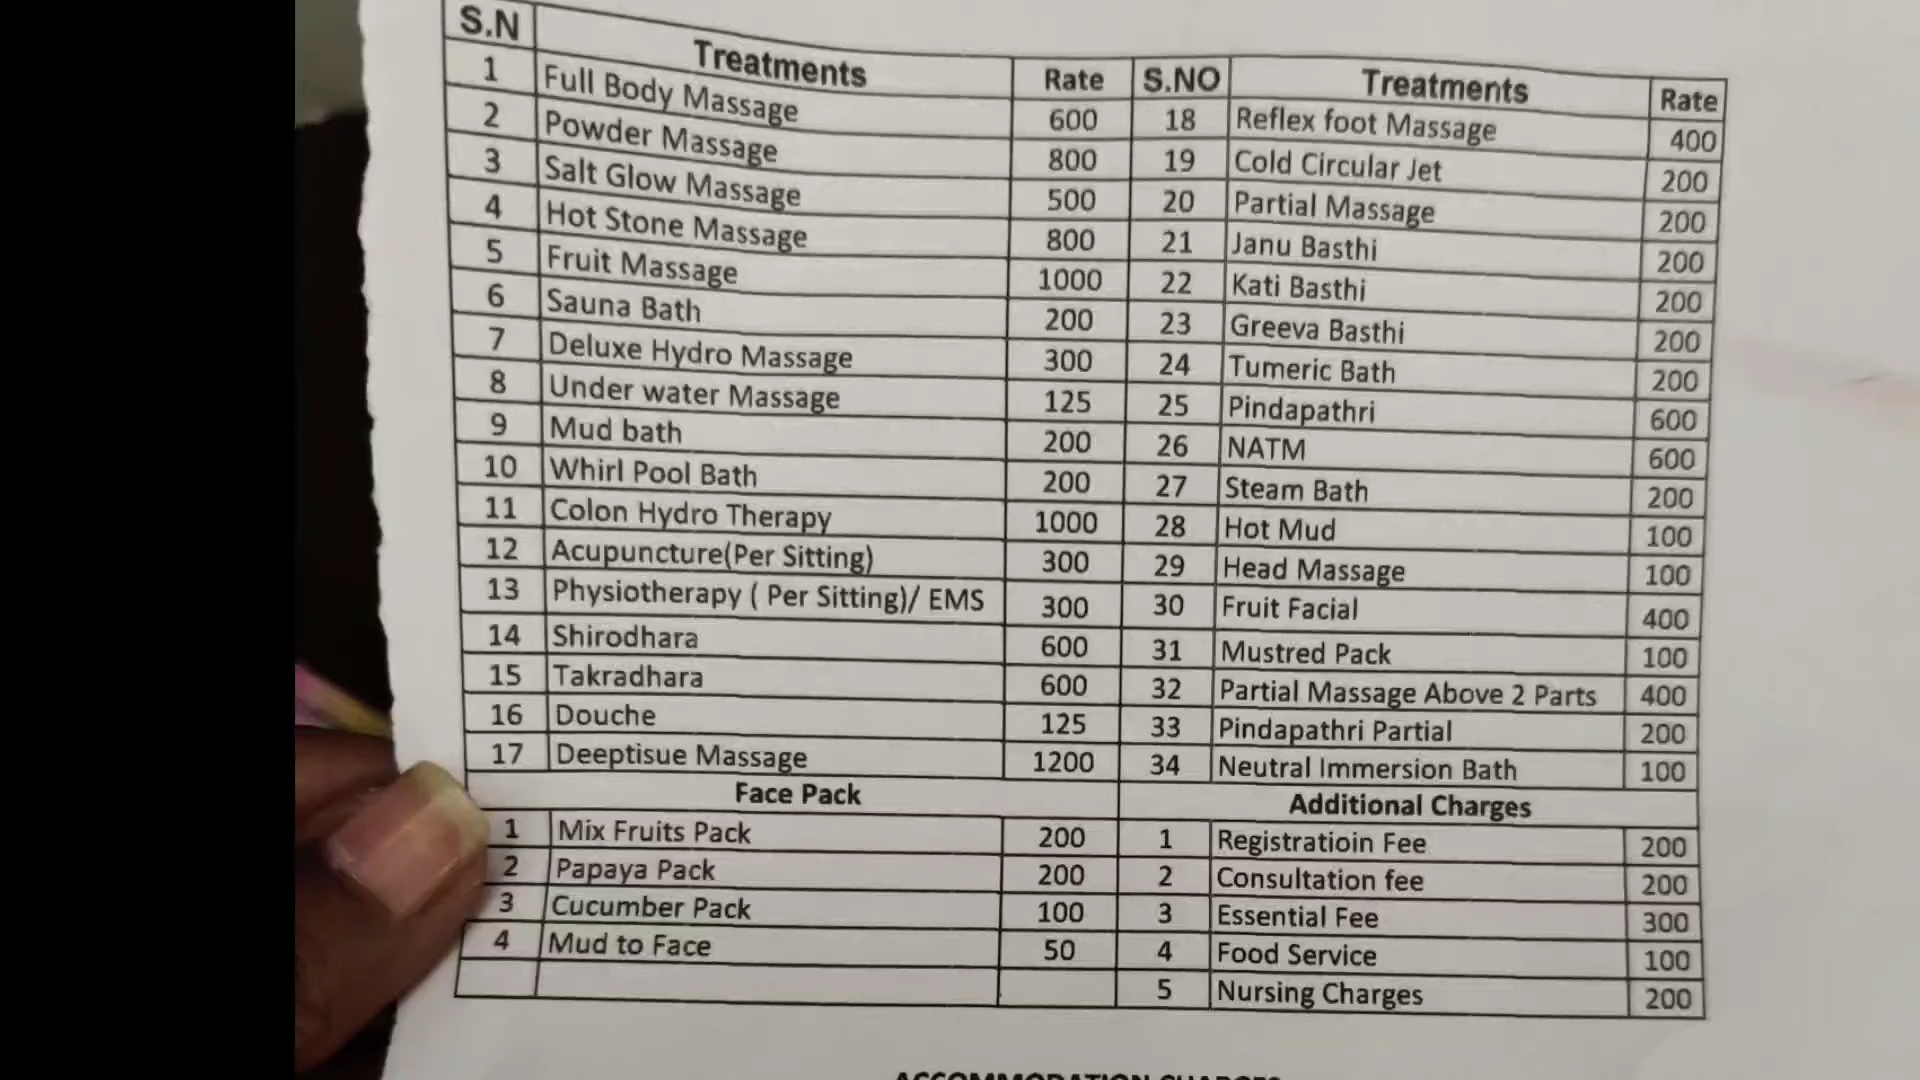 S.N Treatments Rate S.NO Treatments Rate
1 Full Body Massage 600 18 Reflex foot Massage 400
2 Powder Massage 800 19 Cold Circular Jet 200
3 Salt Glow Massage 500 20 Partial Massage 200
4 Hot Stone Massage 800 21 Janu Basthi 200
5 Fruit Massage 1000 22 Kati Basthi 200
6 Sauna Bath 200 23 Greeva Basthi 200
7 Deluxe Hydro Massage 300 24 Tumeric Bath 200
8 Under water Massage 125 25 Pindapathri 600
9 Mud bath 200 26 NATM 600
10 Whirl Pool Bath 200 27 Steam Bath 200
11 Colon Hydro Therapy 1000 28 Hot Mud 100
12 Acupuncture(Per Sitting) 300 29 Head Massage 100
13 Physiotherapy ( Per Sitting)/ EMS 300 30 Fruit Facial 400
14 Shirodhara 600 31 Mustred Pack 100
15 Takradhara 600 32 Partial Massage Above 2 Parts 400
16 Douche 125 33 Pindapathri Partial 200
17 Deeptisue Massage 1200 34 Neutral Immersion Bath 100
Face Pack Additional Charges
1 Mix Fruits Pack 200 1 Registratioin Fee 200
2 Papaya Pack 200 2 Consultation fee 200
3 Cucumber Pack 100 3 Essential Fee 300
4 Mud to Face 50 4 Food Service 100
5 Nursing Charges 200
ACCOMMODATION CHARGES